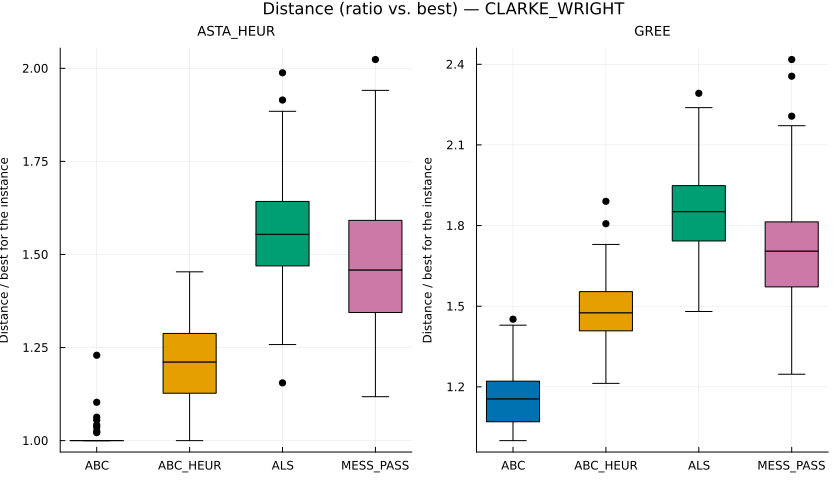 Distance (ratio vs. best) — CLARKE_WRIGHT
ASTA_HEUR
Distance / best for the instance
2.00
1.75
1.50
1.25
1.00
ABC
ABC_HEUR
ALS
MESS_PASS
GREE
Distance / best for the instance
2.4
2.1
1.8
1.5
1.2
ABC
ABC_HEUR
ALS
MESS_PASS